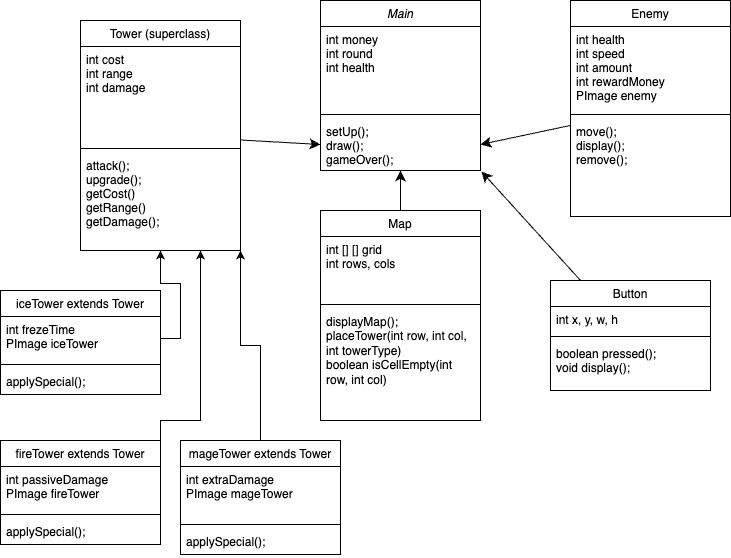 Tower (superclass)
int cost
int range
int damage
attack();
upgrade();
getCost()
getRange()
getDamage();
Main
int money
int round
int health
setUp();
draw();
gameOver();
Enemy
int health
int speed
int amount
int rewardMoney
PImage enemy
move();
display();
remove();
Map
int [] [] grid
int rows, cols
displayMap();
placeTower(int row, int col,
int towerType)
boolean isCellEmpty(int
row, int col)
Button
int x, y, w, h
boolean pressed();
void display();
iceTower extends Tower
int frezeTime
PImage iceTower
applySpecial();
fireTower extends Tower
int passiveDamage
PImage fireTower
applySpecial();
mageTower extends Tower
int extraDamage
PImage mageTower
applySpecial();